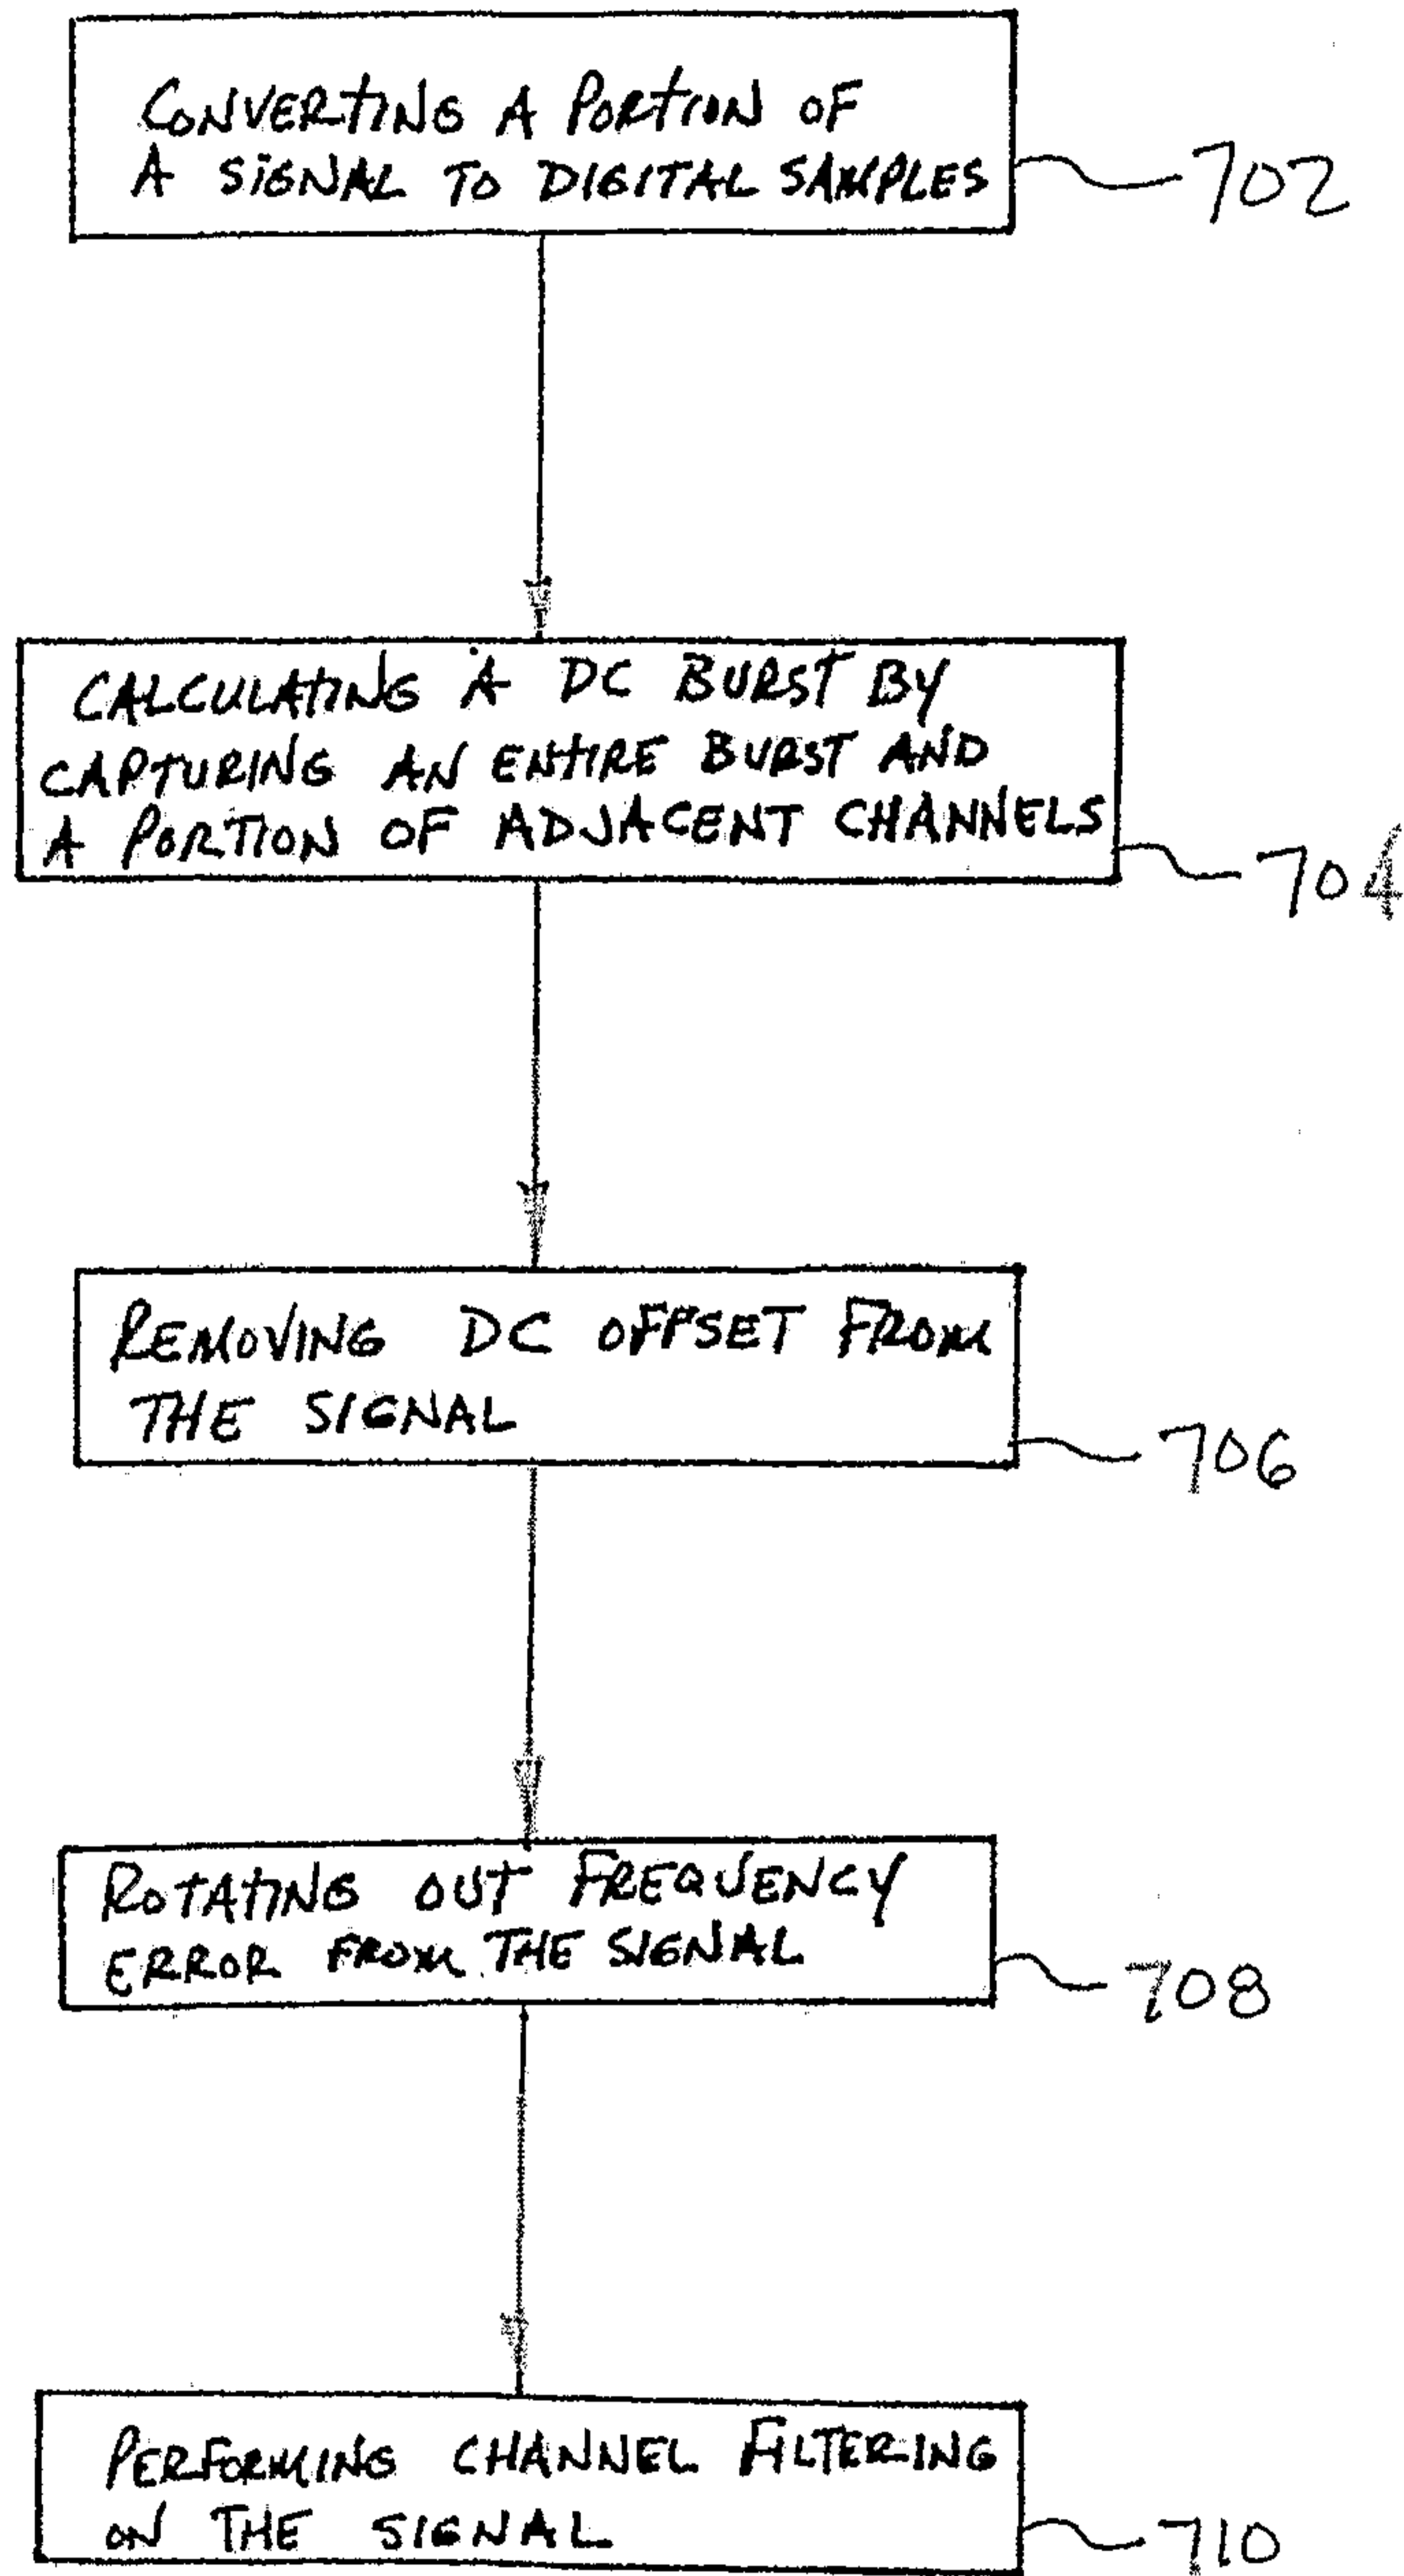 CONVERTING A PORTION OF
A SIGNAL TO DIGITAL SAMPLES
702
CALCULATING A DC BURST BY
CAPTURING AN ENTIRE BURST AND
A PORTION OF ADJACENT CHANNELS
704
REMOVING DC OFFSET FROM
THE SIGNAL
706
ROTATING OUT FREQUENCY
ERROR FROM THE SIGNAL
708
PERFORMING CHANNEL FILTERING
ON THE SIGNAL
710